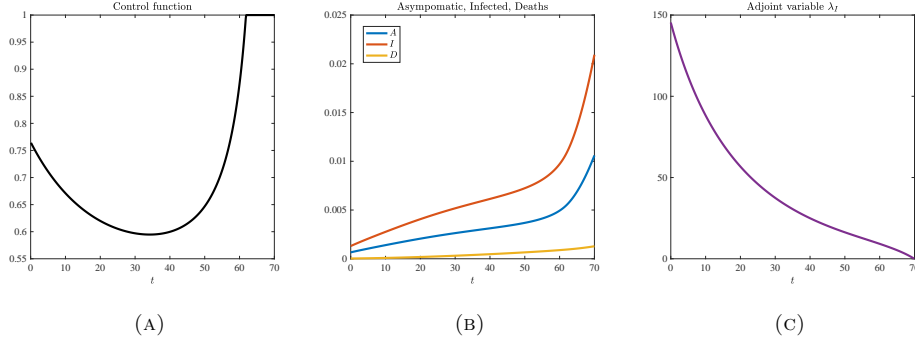 Control function
1
0.95
0.9
0.85
0.8
0.75
0.7
0.65
0.6
0.55
0 10 20 30 40 50 60 70
t
(A)
Asympomatic, Infected, Deaths
0.025
0.02
0.015
0.01
0.005
0
A
I
D
0 10 20 30 40 50 60 70
t
(B)
Adjoint variable λI
150
100
50
0
0 10 20 30 40 50 60 70
t
(C)